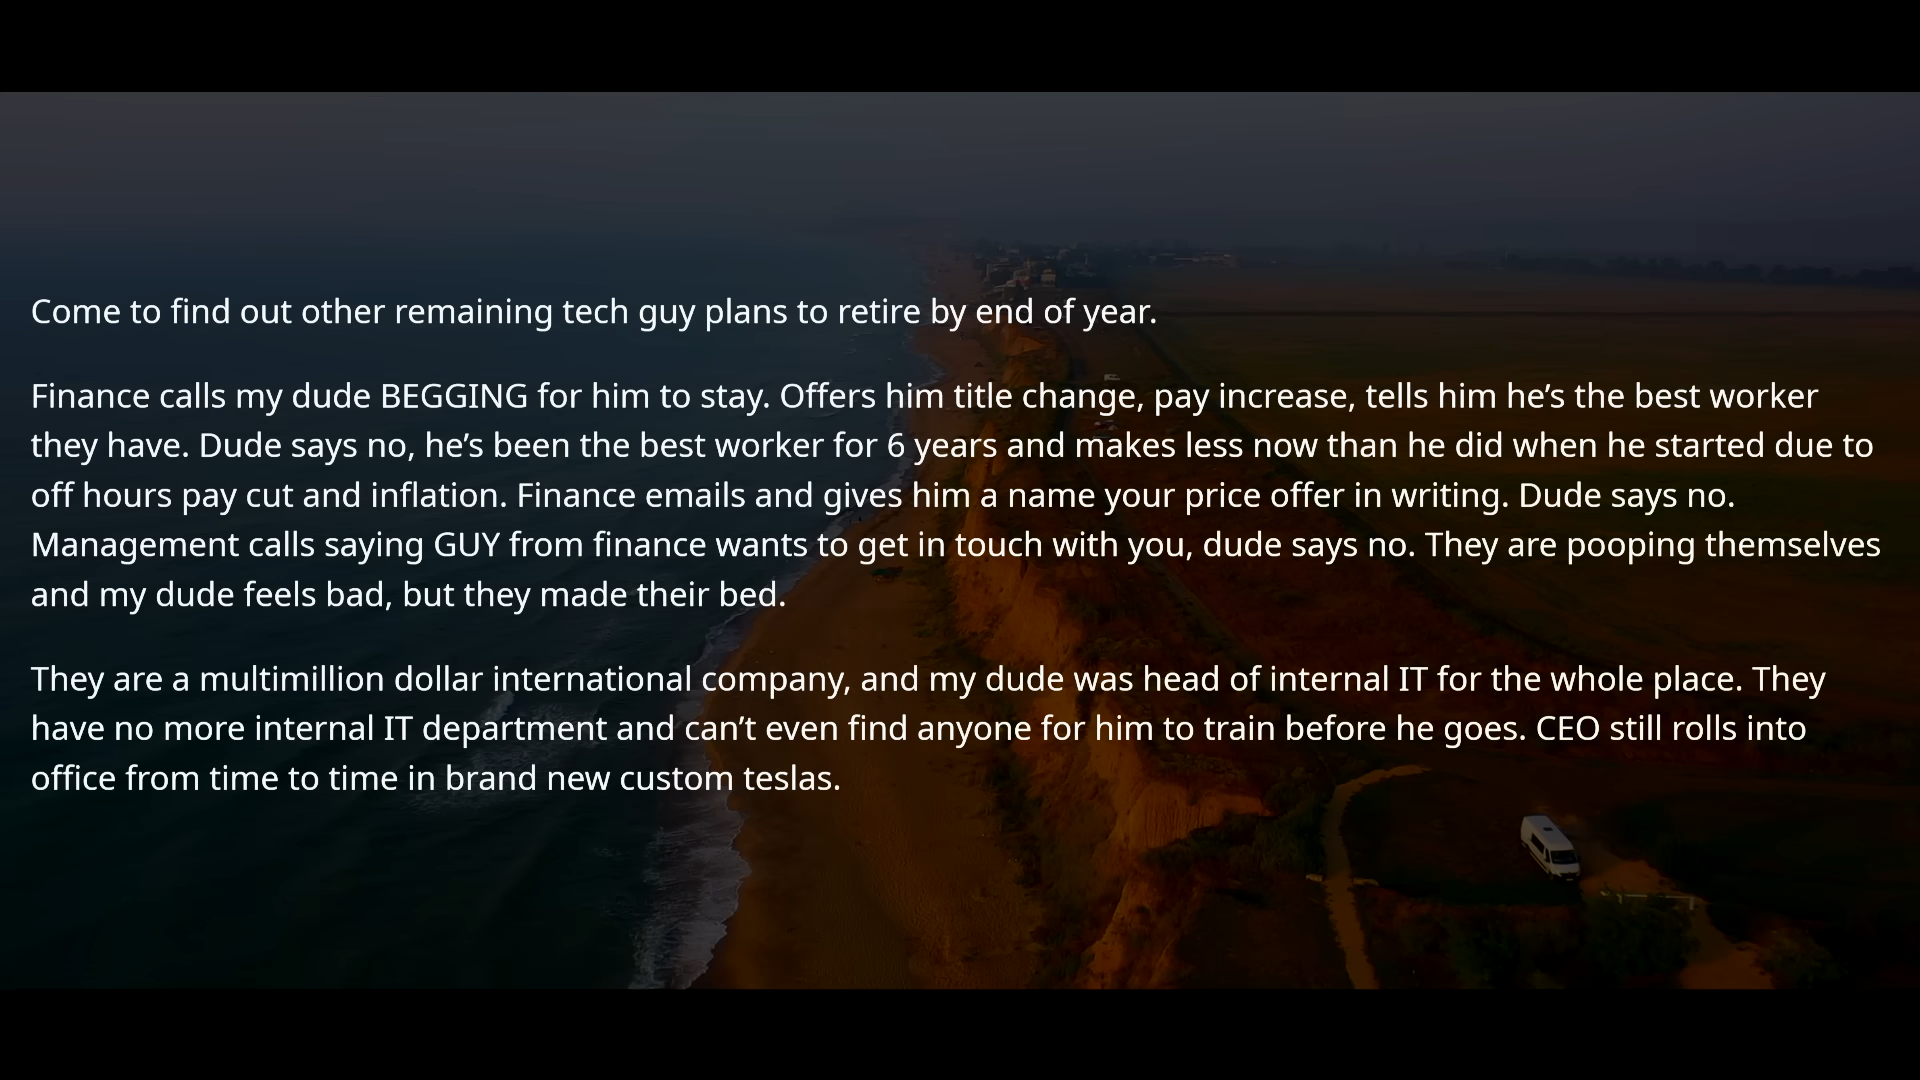 Come to find out other remaining tech guy plans to retire by end of year.
Finance calls my dude BEGGING for him to stay. Offers him title change, pay increase, tells him he’s the best worker
they have. Dude says no, he’s been the best worker for 6 years and makes less now than he did when he started due to
off hours pay cut and inflation. Finance emails and gives him a name your price offer in writing. Dude says no.
Management calls saying GUY from finance wants to get in touch with you, dude says no. They are pooping themselves
and my dude feels bad, but they made their bed.
They are a multimillion dollar international company, and my dude was head of internal IT for the whole place. They
have no more internal IT department and can’t even find anyone for him to train before he goes. CEO still rolls into
office from time to time in brand new custom teslas.